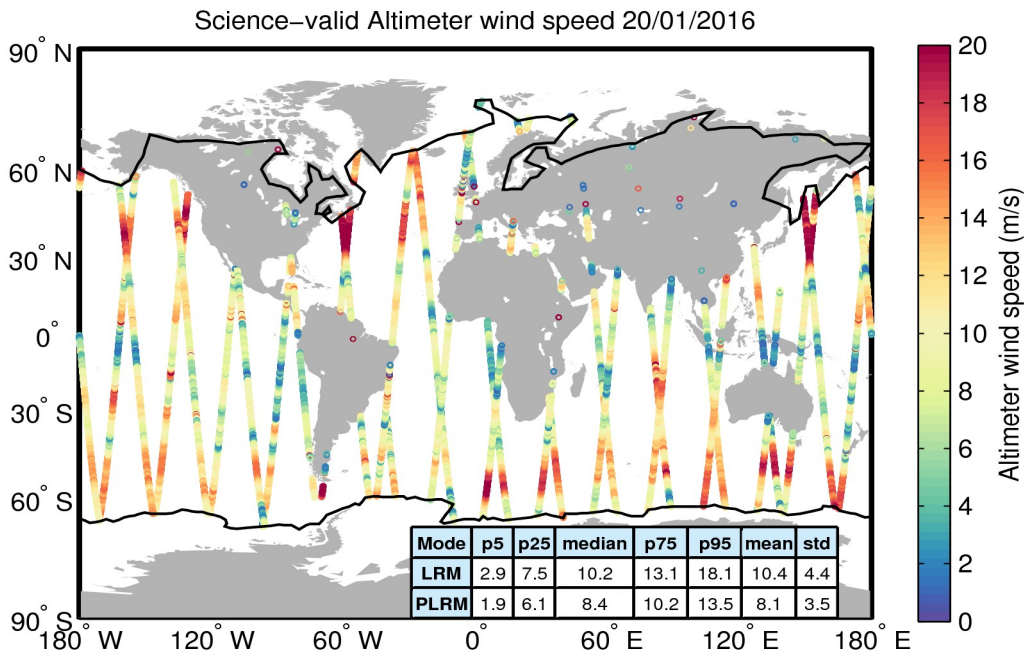 Science−valid Altimeter wind speed 20/01/2016
90° N
60° N
30° N
0°
30° S
60° S
90° S
180° W
120° W
60° W
0°
60° E
120° E
180° E
Mode p5 p25 median p75 p95 mean std
LRM 2.9 7.5 10.2 13.1 18.1 10.4 4.4
PLRM 1.9 6.1 8.4 10.2 13.5 8.1 3.5
20
18
16
14
12
10
8
6
4
2
0
Altimeter wind speed (m/s)